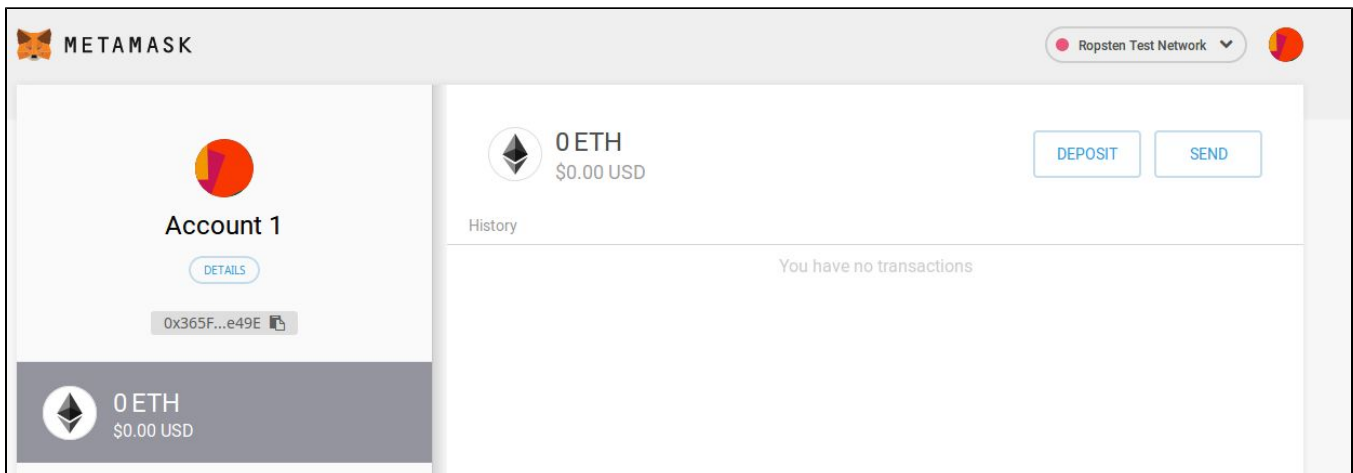 METAMASK
Ropsten Test Network
Account 1
DETAILS
0x365F...e49E
0 ETH
$0.00 USD
0 ETH
$0.00 USD
DEPOSIT
SEND
History
You have no transactions